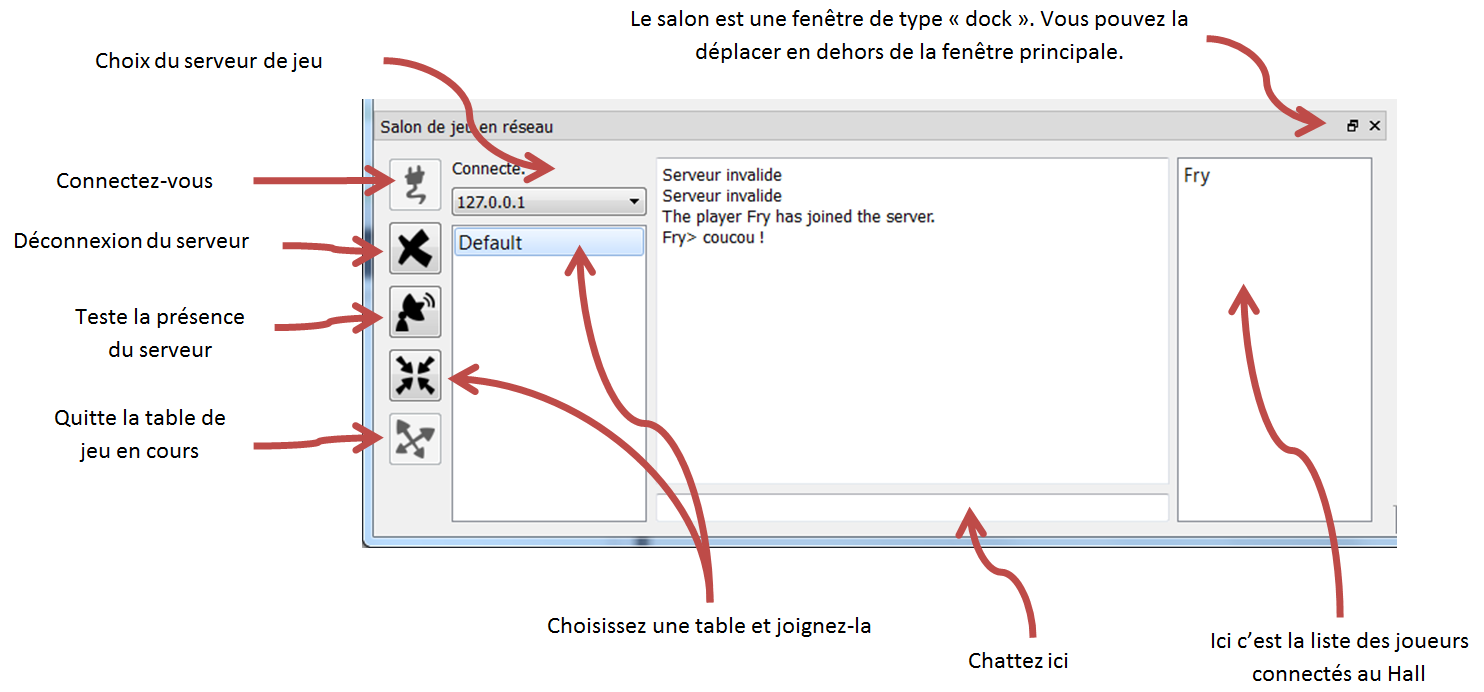 Le salon est une fenêtre de type « dock ». Vous pouvez la
déplacer en dehors de la fenêtre principale.
Choix du serveur de jeu
Salon de jeu en réseau
Connectez-vous
Connecté.
127.0.0.1
Default
Serveur invalide
Serveur invalide
The player Fry has joined the server.
Fry> coucou !
Fry
Déconnexion du serveur
Teste la présence
du serveur
Quitte la table de
jeu en cours
Choisissez une table et joignez-la
Chattez ici
Ici c’est la liste des joueurs
connectés au Hall